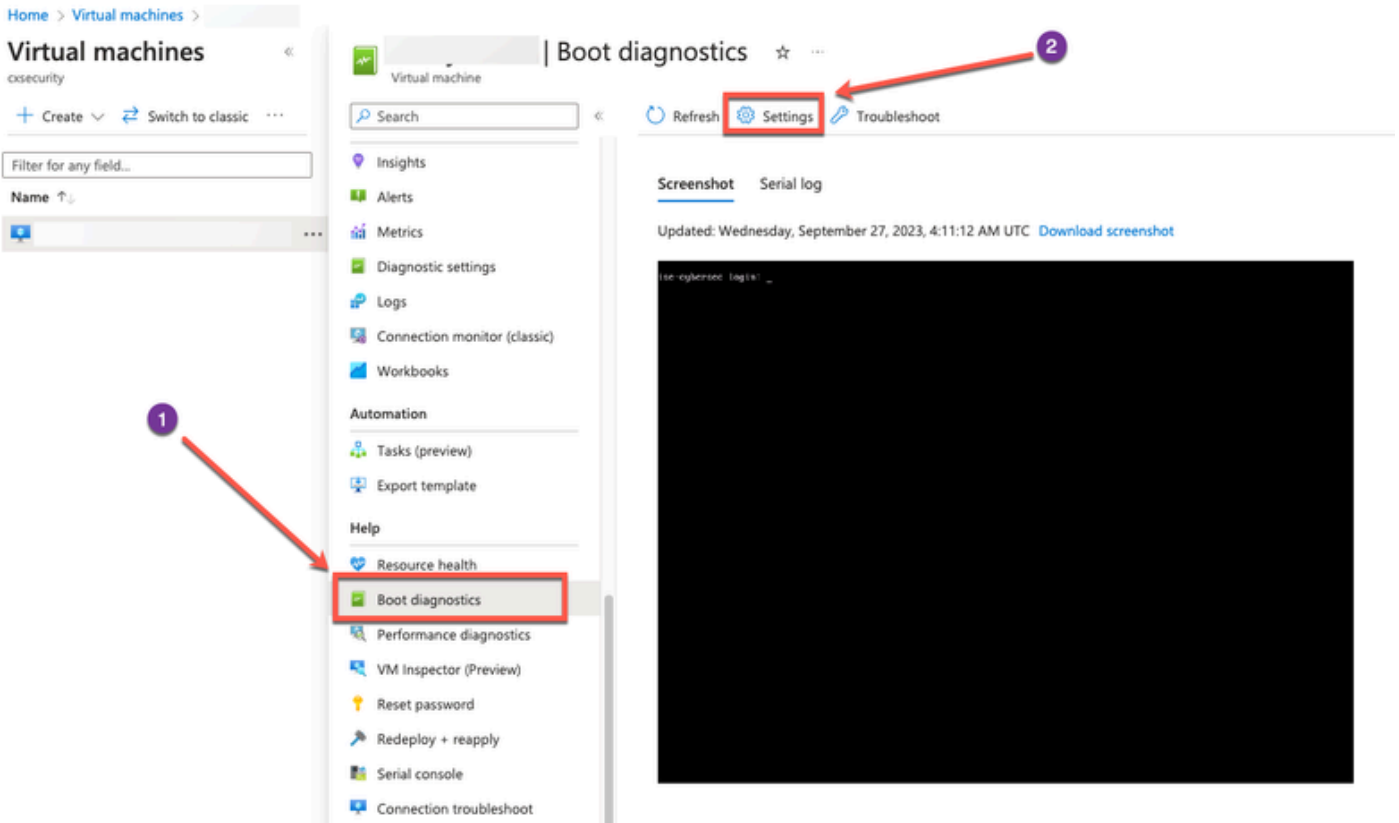 Home > Virtual machines >
Virtual machines
cxsecurity
Create
Switch to classic
Filter for any field...
Name
| Boot diagnostics
Virtual machine
Search
Insights
Alerts
Metrics
Diagnostic settings
Logs
Connection monitor (classic)
Workbooks
Automation
Tasks (preview)
Export template
Help
Resource health
Boot diagnostics
Performance diagnostics
VM Inspector (Preview)
Reset password
Redeploy + reapply
Serial console
Connection troubleshoot
1
2
Refresh
Settings
Troubleshoot
Screenshot
Serial log
Updated: Wednesday, September 27, 2023, 4:11:12 AM UTC Download screenshot
ise-cybersec login: _